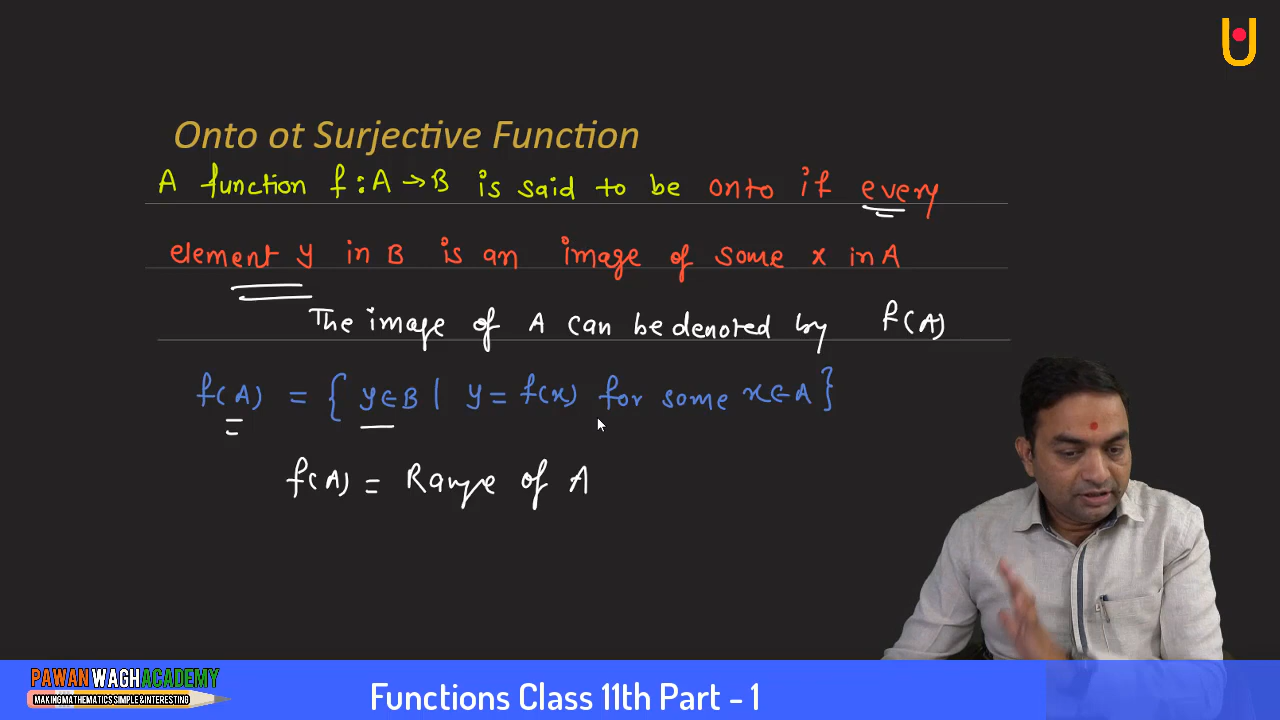 Onto ot Surjective Function
A function f : A → B is said to be onto if every
element y in B is an image of some x in A
The image of A can be denoted by f(A)
f(A) = { y ∈ B | y = f(x) for some x ∈ A }
f(A) = Range of A
PAWAN WAGH ACADEMY
MAKING MATHEMATICS SIMPLE & INTERESTING
Functions Class 11th Part - 1